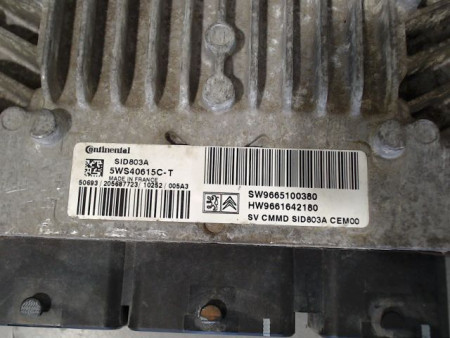 Continental
SID803A
5WS40615C-T
MADE IN FRANCE
50693/205687723/10252/005A3
SW9665100380
HW9661642180
SV CMMD SID803A CEM00